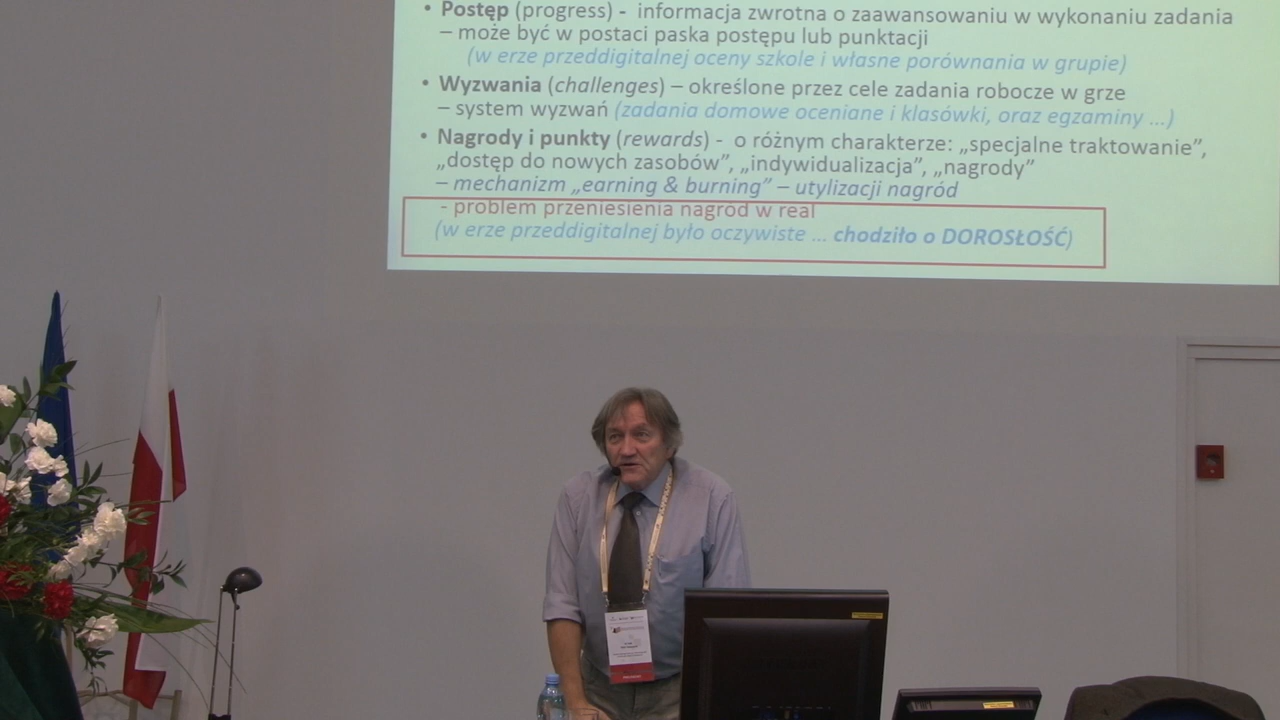 • Postęp (progress) - informacja zwrotna o zaawansowaniu w wykonaniu zadania
– może być w postaci paska postępu lub punktacji
(w erze przeddigitalnej oceny szkole i własne porównania w grupie)
• Wyzwania (challenges) – określone przez cele zadania robocze w grze
– system wyzwań (zadania domowe oceniane i klasówki, oraz egzaminy ...)
• Nagrody i punkty (rewards) - o różnym charakterze: „specjalne traktowanie”,
„dostęp do nowych zasobów”, „indywidualizacja”, „nagrody”
– mechanizm „earning & burning” – utylizacji nagród
- problem przeniesienia nagród w real
(w erze przeddigitalnej było oczywiste ... chodziło o DOROSŁOŚĆ)